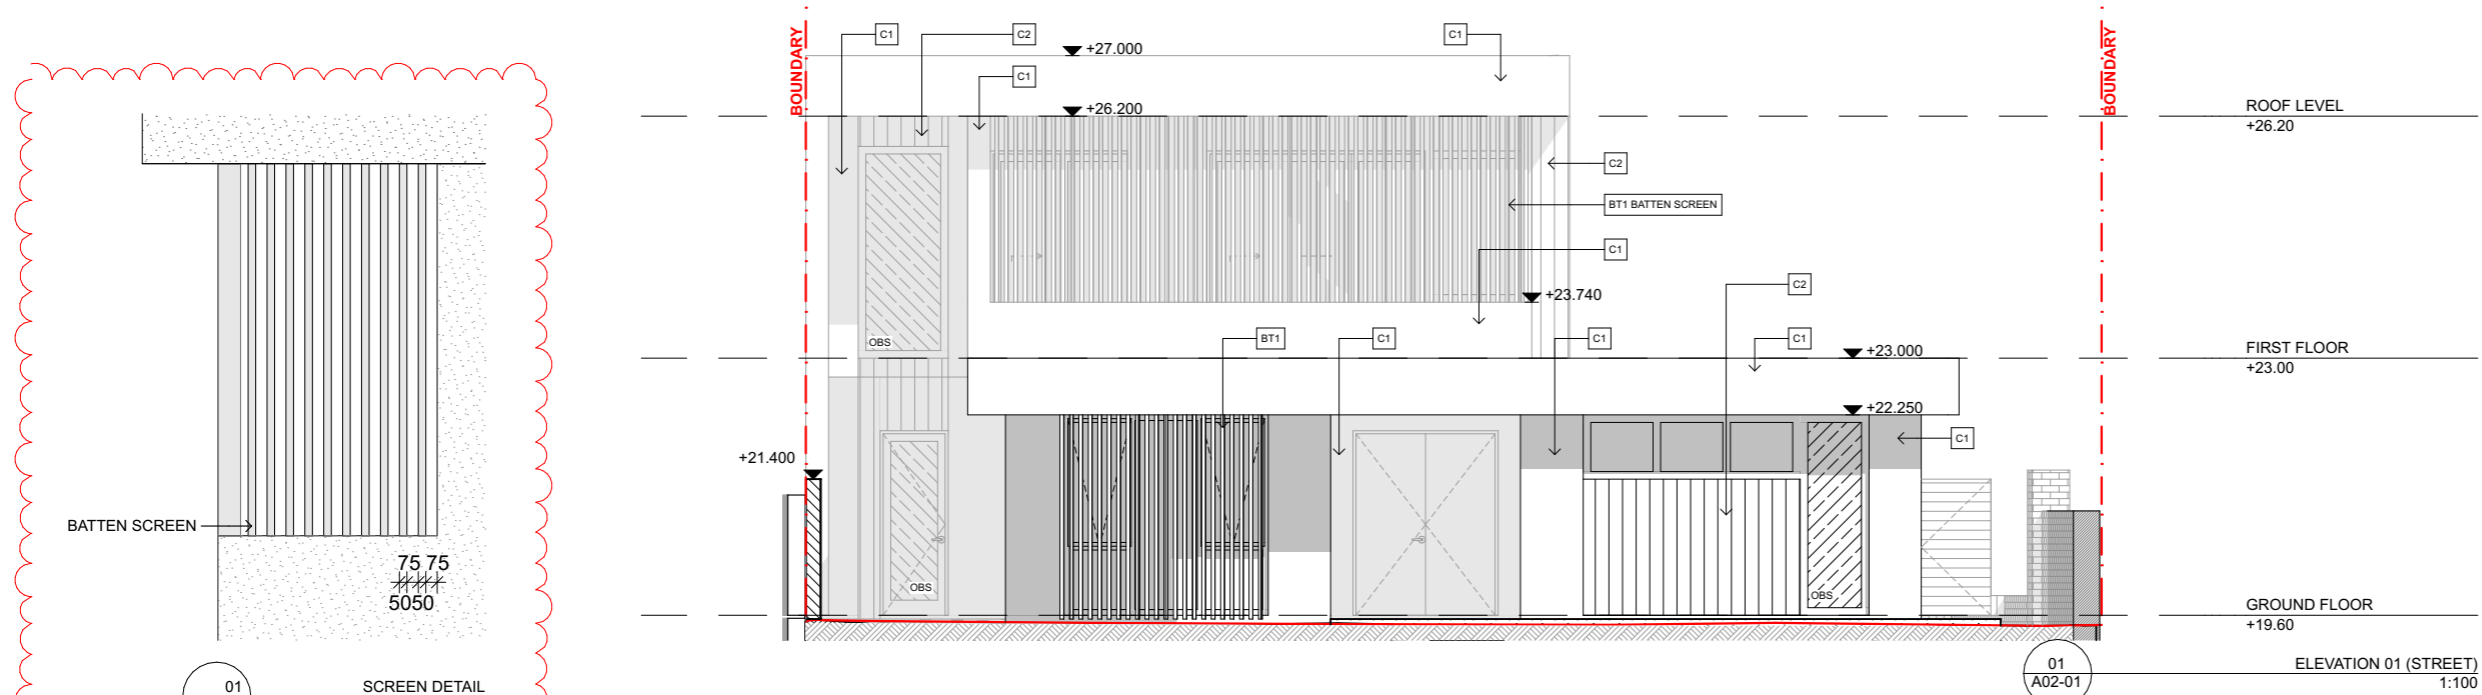 BATTEN SCREEN
75 75
5050
01
SCREEN DETAIL
BOUNDARY
C1
C2
C1
+27.000
C1
+26.200
C2
BT1 BATTEN SCREEN
C1
+23.740
C2
OBS
BT1
C1
C1
C1
+23.000
+22.250
C1
+21.400
OBS
OBS
BOUNDARY
ROOF LEVEL
+26.20
FIRST FLOOR
+23.00
GROUND FLOOR
+19.60
01
A02-01
ELEVATION 01 (STREET)
1:100